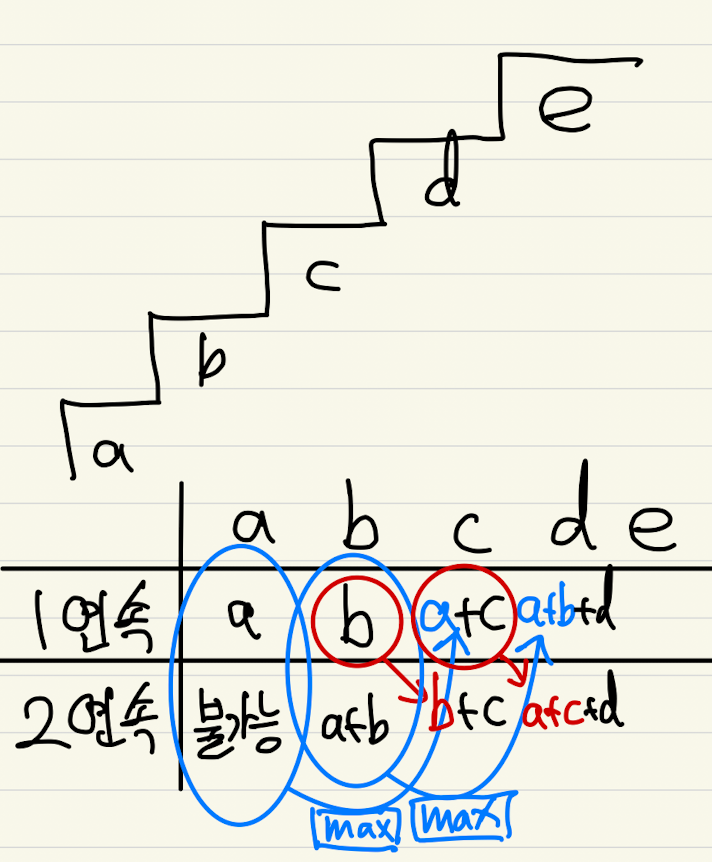 e
d
c
b
a
a b c d e
1연속 a b a+c a+b+d
2연속 불가능 a+b b+c a+c+d
max max